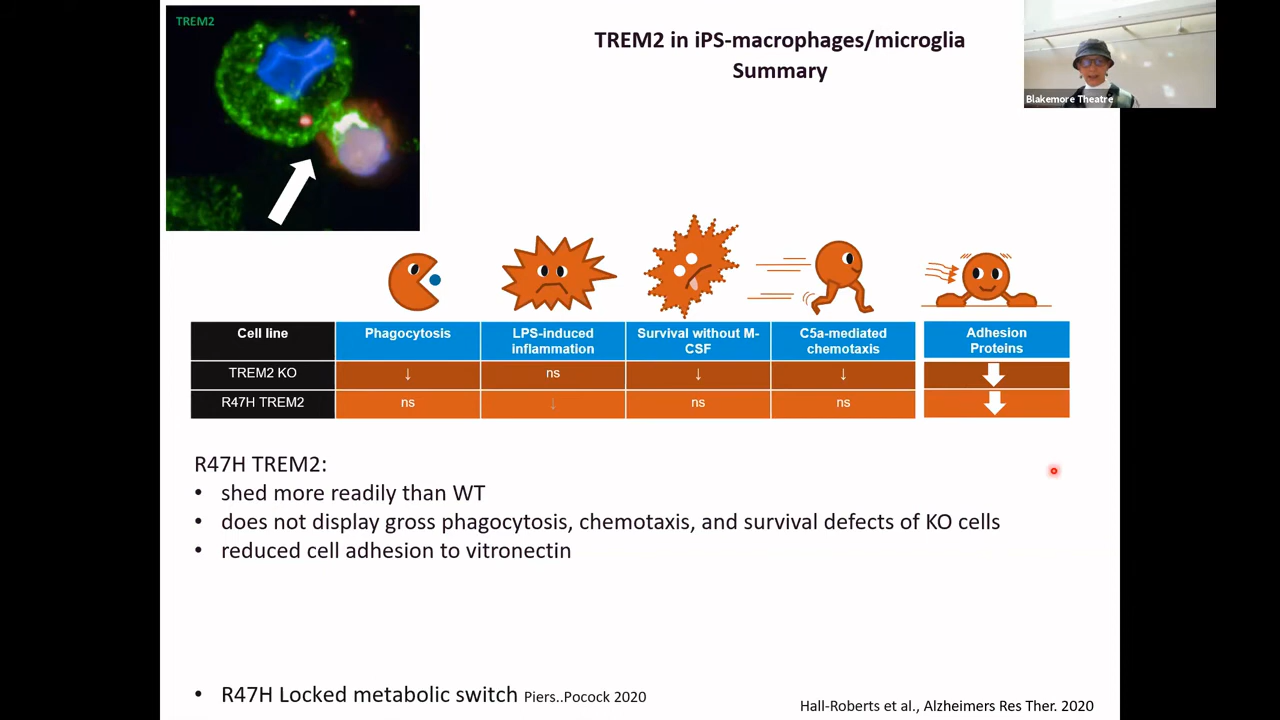 TREM2
TREM2 in iPS-macrophages/microglia
Summary
Blakemore Theatre
Cell line
Phagocytosis
LPS-induced
inflammation
Survival without M-
CSF
C5a-mediated
chemotaxis
Adhesion
Proteins
TREM2 KO
↓
ns
↓
↓
↓
R47H TREM2
ns
↓
ns
ns
↓
R47H TREM2:
• shed more readily than WT
• does not display gross phagocytosis, chemotaxis, and survival defects of KO cells
• reduced cell adhesion to vitronectin
• R47H Locked metabolic switch Piers..Pocock 2020
Hall-Roberts et al., Alzheimers Res Ther. 2020